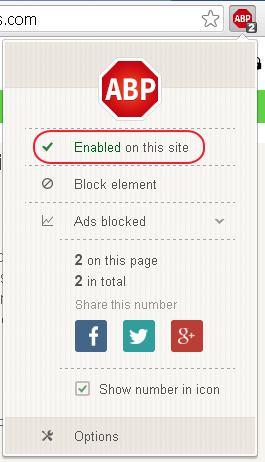 s.com
ABP
2
ABP
Enabled on this site
Block element
Ads blocked
2 on this page
2 in total
Share this number
f
g+
Show number in icon
Options